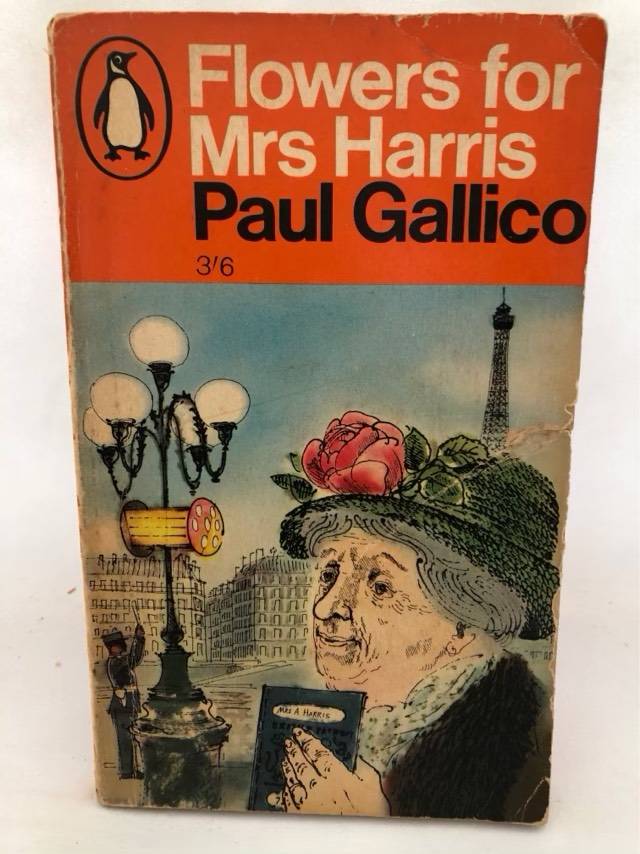 Flowers for
Mrs Harris
Paul Gallico
3'6
Mrs A Harris